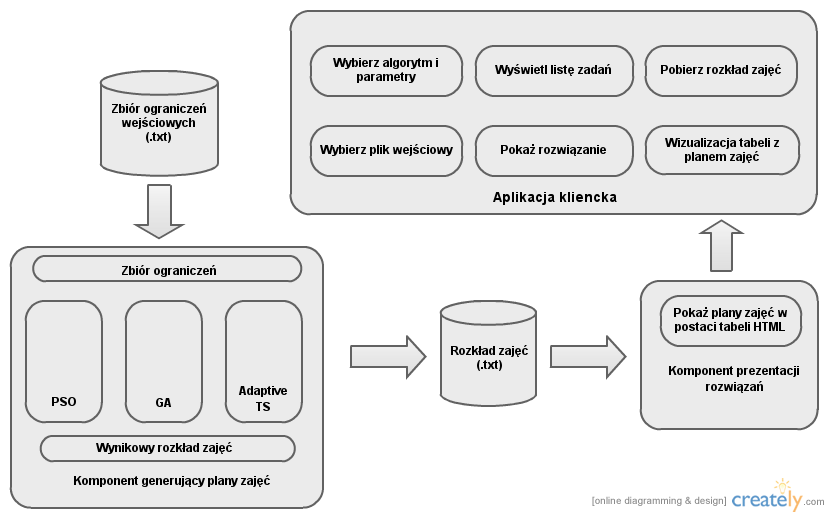 Zbiór ograniczeń
wejściowych
(.txt)
Wybierz algorytm i
parametry
Wyświetl listę zadań
Pobierz rozkład zajęć
Wybierz plik wejściowy
Pokaż rozwiązanie
Wizualizacja tabeli z
planem zajęć
Aplikacja kliencka
Zbiór ograniczeń
PSO
GA
Adaptive
TS
Wynikowy rozkład zajęć
Komponent generujący plany zajęć
Rozkład zajęć
(.txt)
Pokaż plany zajęć w
postaci tabeli HTML
Komponent prezentacji
rozwiązań
[online diagramming & design] creately.com